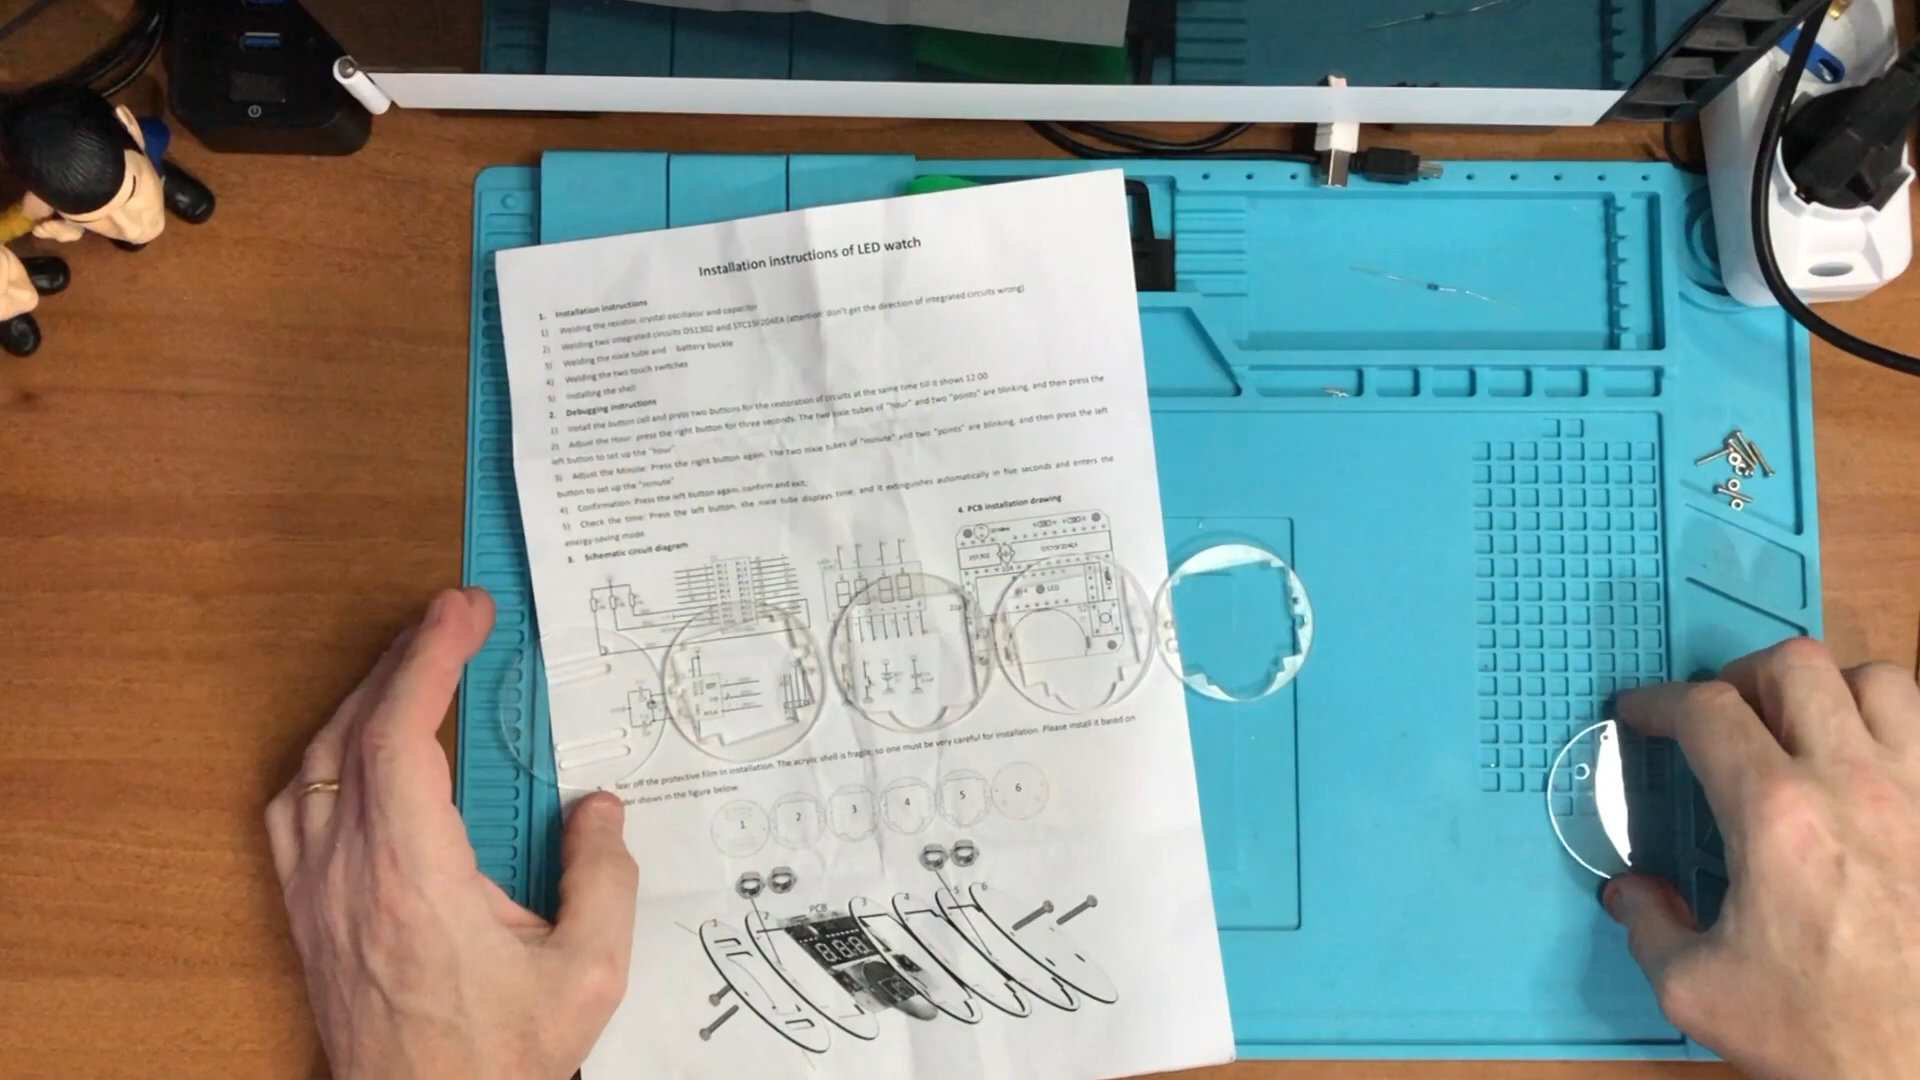 Installation instructions of LED watch
1. Installation instructions
1) Welding the resistor, crystal oscillator and capacitor
2) Welding two integrated circuits DS1302 and STC15F204EA (attention: don't get the direction of integrated circuits wrong)
3) Welding the nixie tube and battery buckle
4) Welding the two touch switches
5) Installing the shell
2. Debugging instructions
1) Install the button cell and press two buttons for the restoration of circuits at the same time till it shows 12:00
2) Adjust the Hour: press the right button for three seconds. The two nixie tubes of "hour" and two "points" are blinking, and then press the
left button to set up the "hour"
3) Adjust the Minute: Press the right button again. The two nixie tubes of "minute" and two "points" are blinking, and then press the left
button to set up the "minute"
4) Confirmation: Press the left button again, confirm and exit;
5) Check the time: Press the left button, the nixie tube displays time, and it extinguishes automatically in five seconds and enters the
energy-saving mode.
3. Schematic circuit diagram
4. PCB installation drawing
DS1302
STC15F204EA
LED
Tear off the protective film in installation. The acrylic shell is fragile, so one must be very careful for installation. Please install it based on
shows in the figure below
1 2 3 4 5 6
2 PCB 3 4 5 6